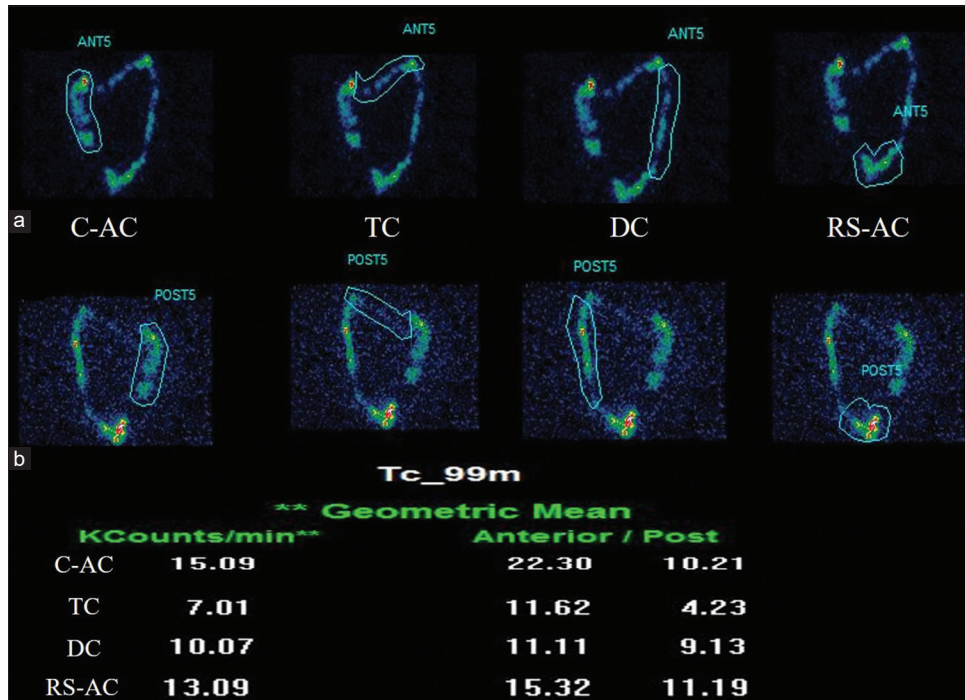 ANT5 ANT5 ANT5 ANT5
a
C-AC TC DC RS-AC
POST5 POST5 POST5 POST5
b
Tc_99m
** Geometric Mean
KCounts/min** Anterior / Post
C-AC 15.09 22.30 10.21
TC 7.01 11.62 4.23
DC 10.07 11.11 9.13
RS-AC 13.09 15.32 11.19